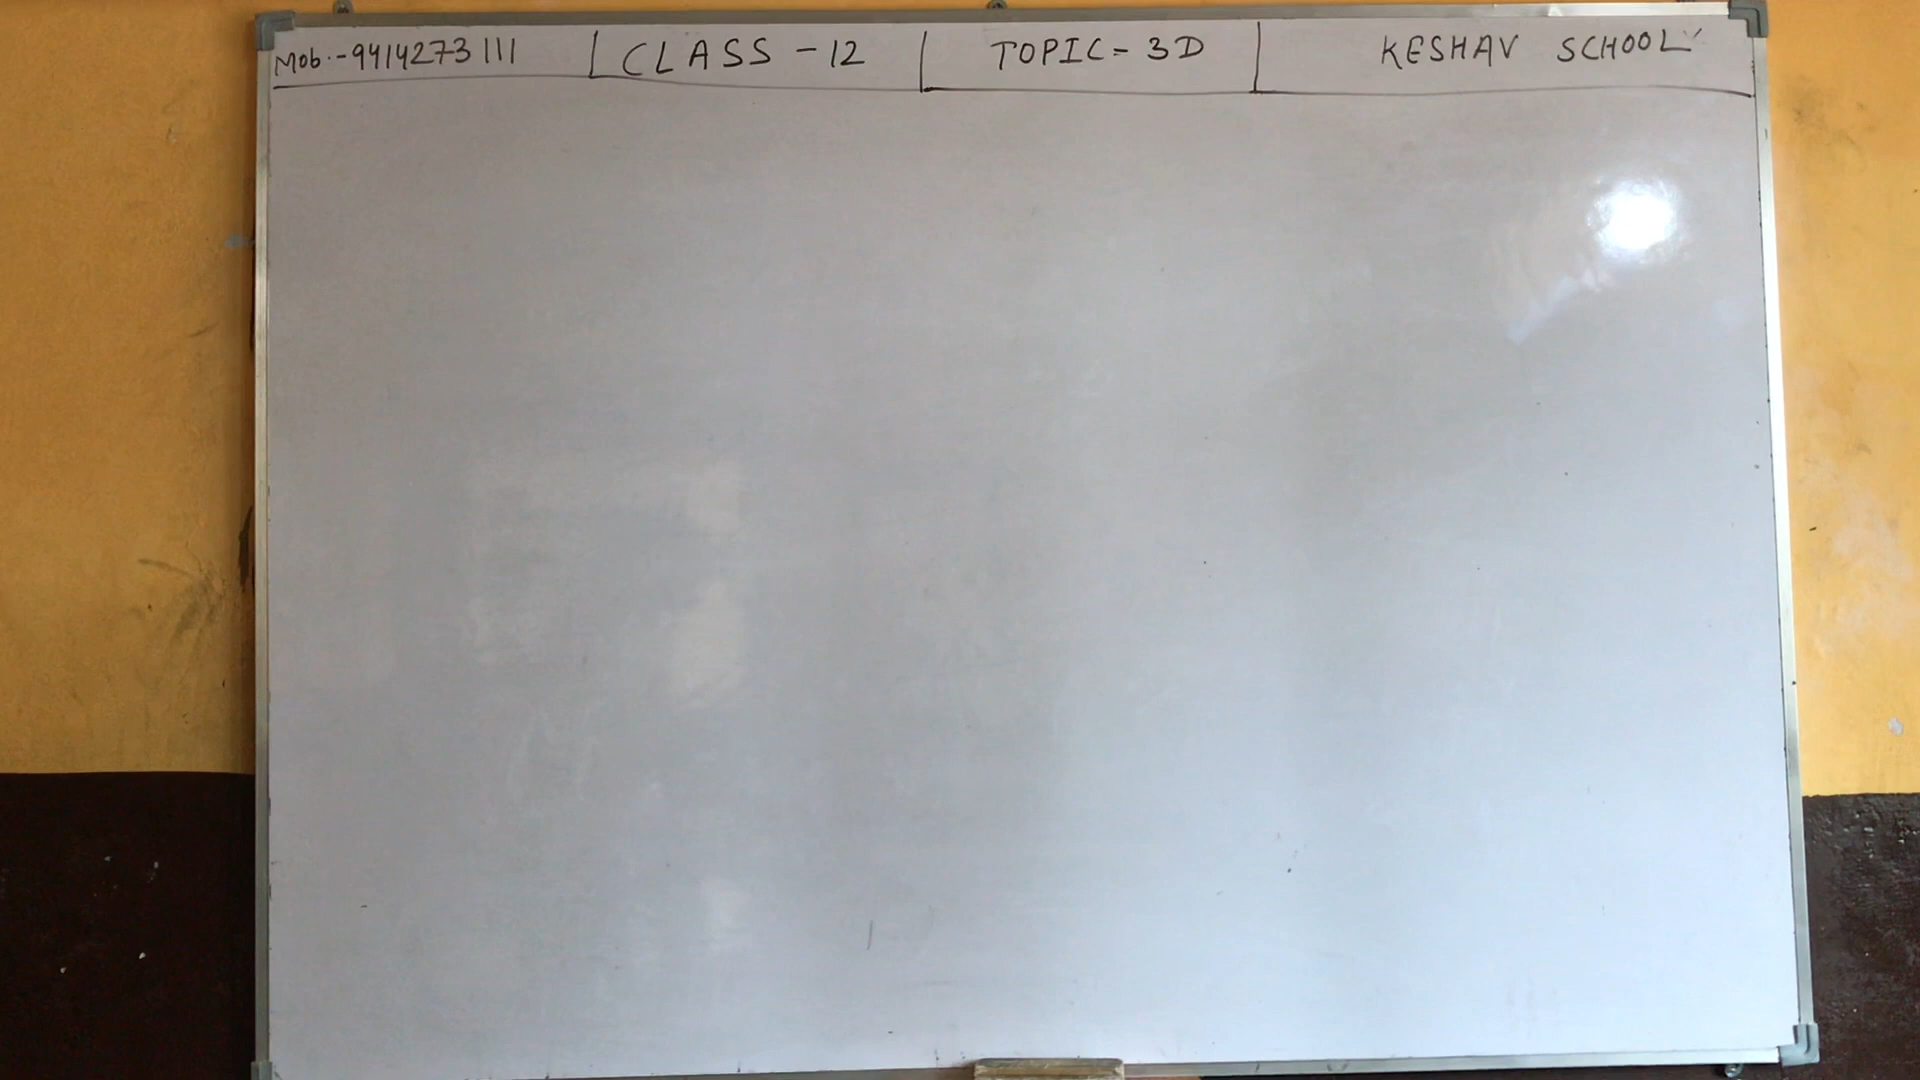 Mob.-9414273111 | CLASS - 12 | TOPIC = 3D | KESHAV SCHOOL